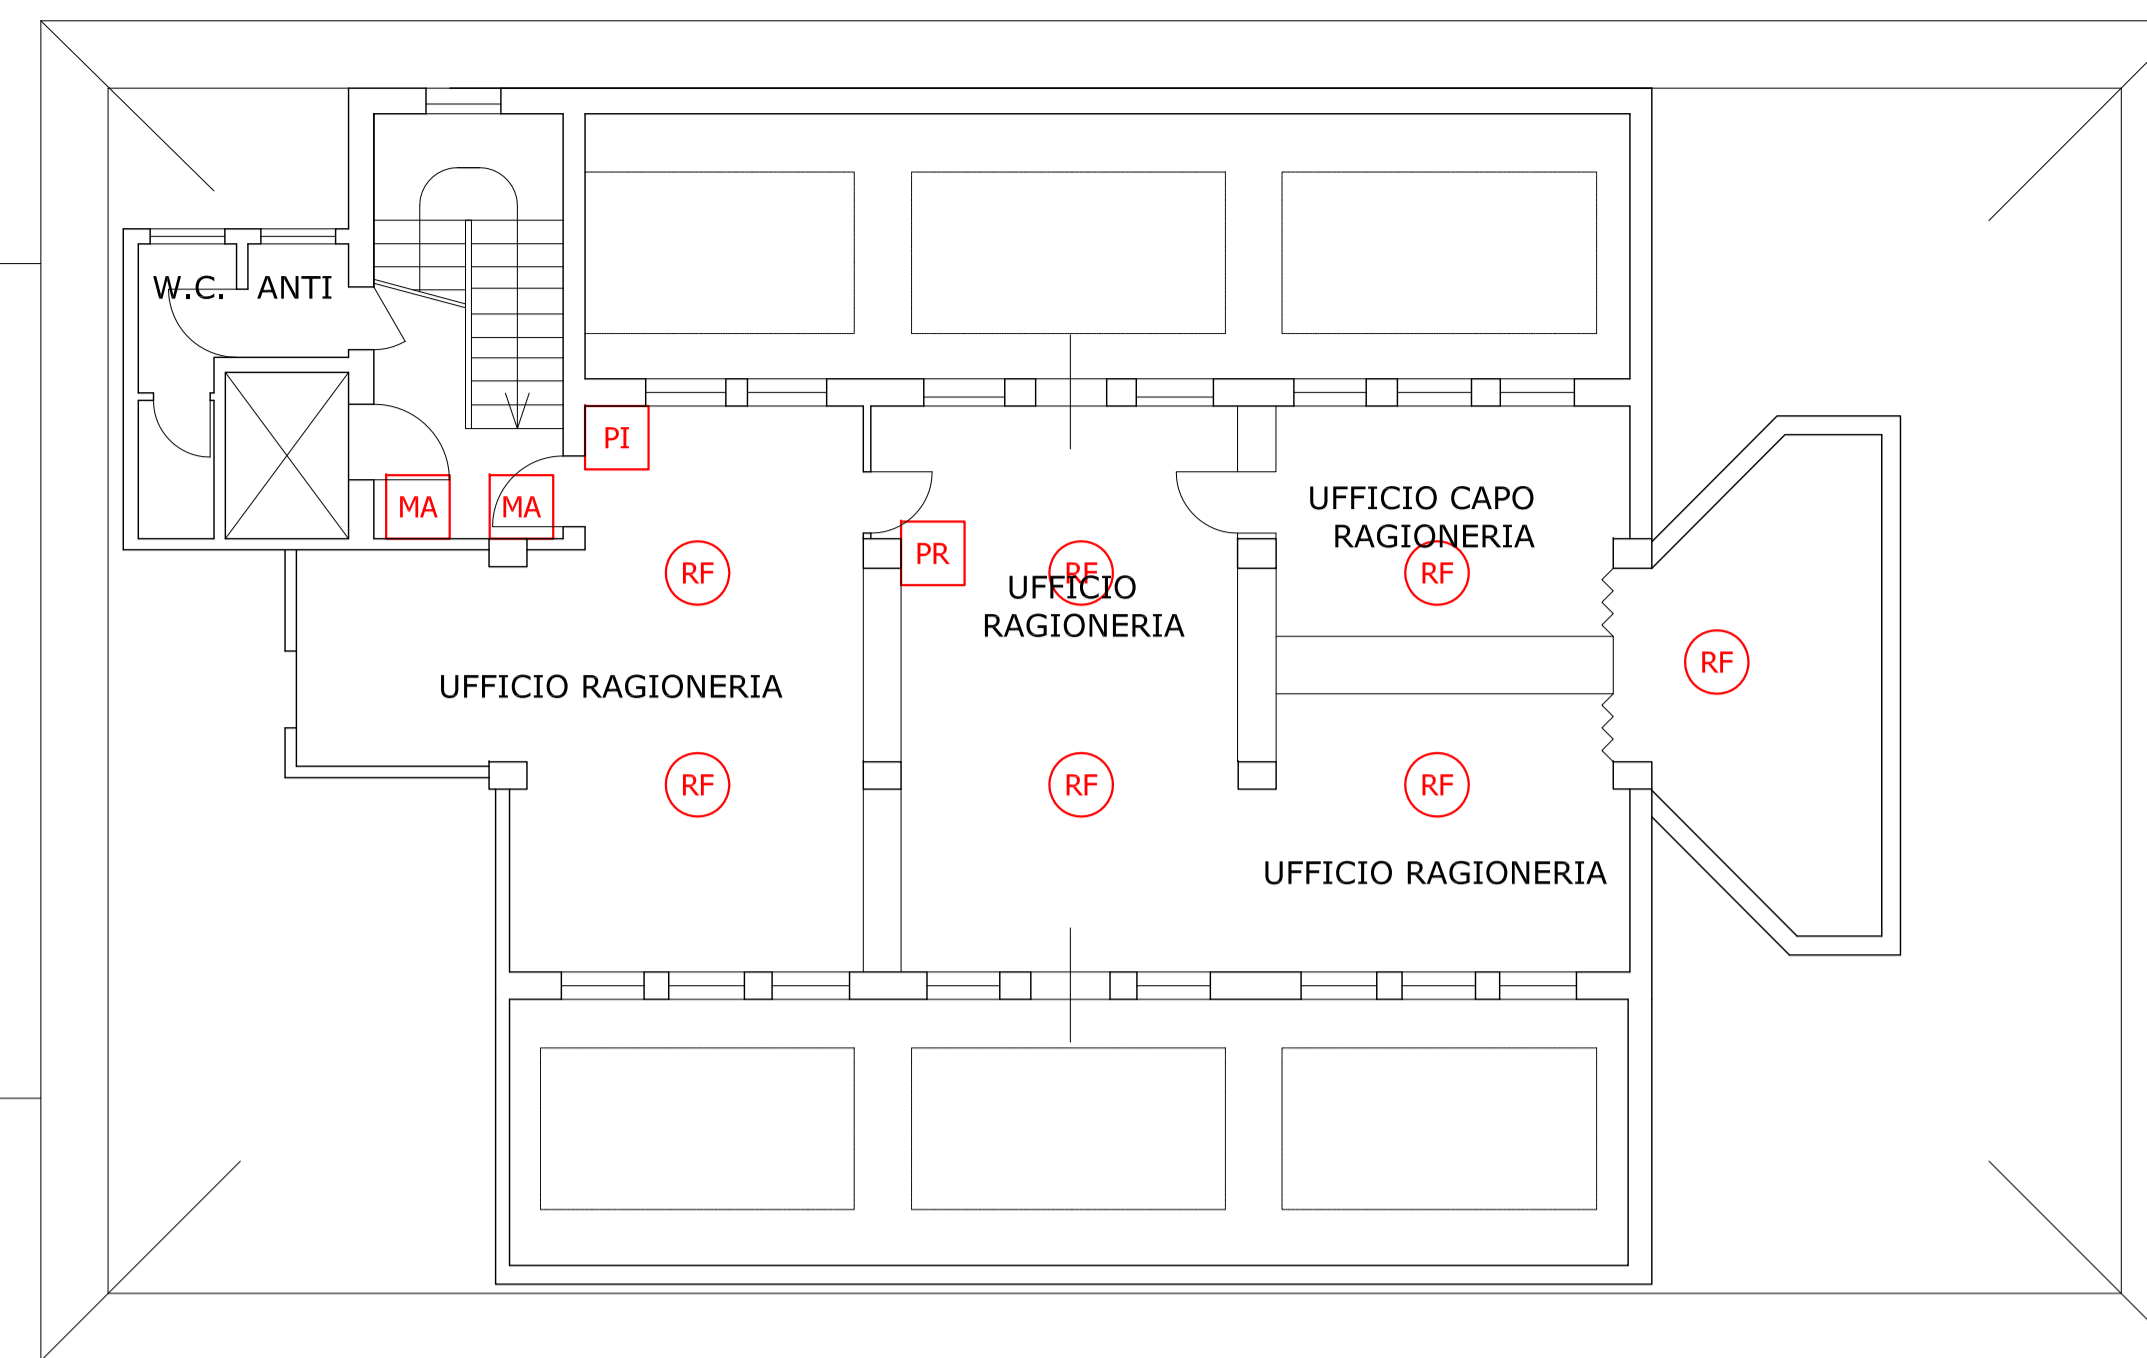 W.C. ANTI
PI
MA MA
UFFICIO CAPO
RAGIONERIA
PR
RF RF RF
UFFICIO
RAGIONERIA
RF
UFFICIO RAGIONERIA
RF RF RF
UFFICIO RAGIONERIA